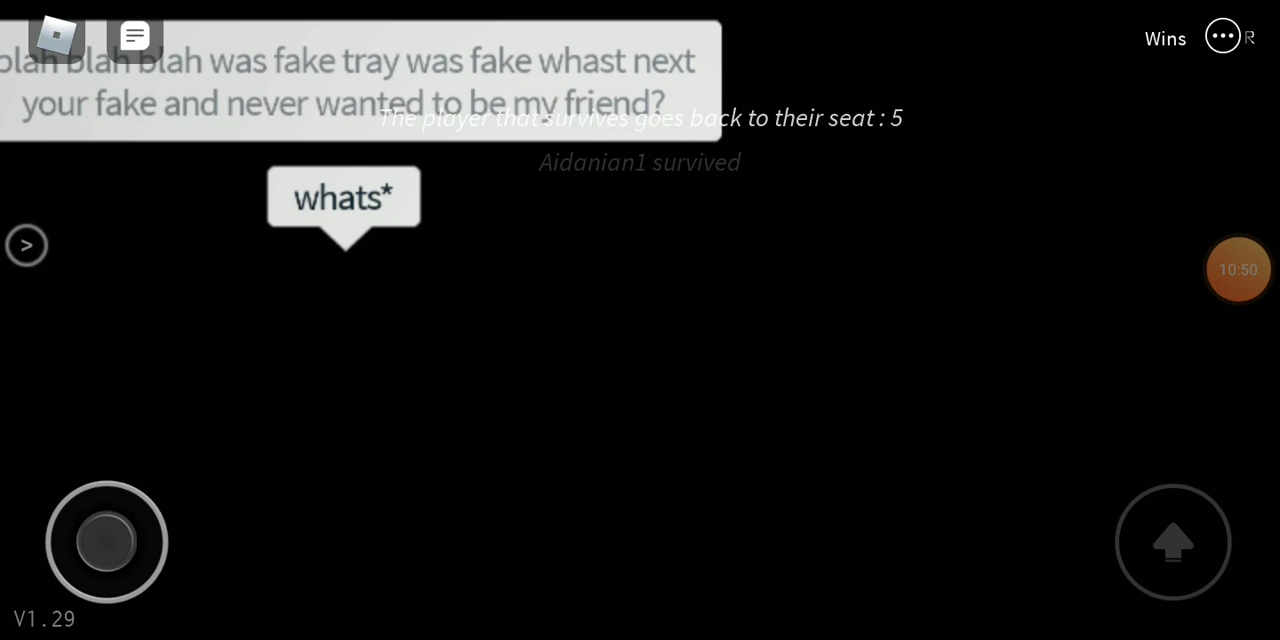 blah blah blah was fake tray was fake whast next
your fake and never wanted to be my friend?
Wins
R
The player that survives goes back to their seat : 5
Aidanian1 survived
whats*
>
10:50
V1.29